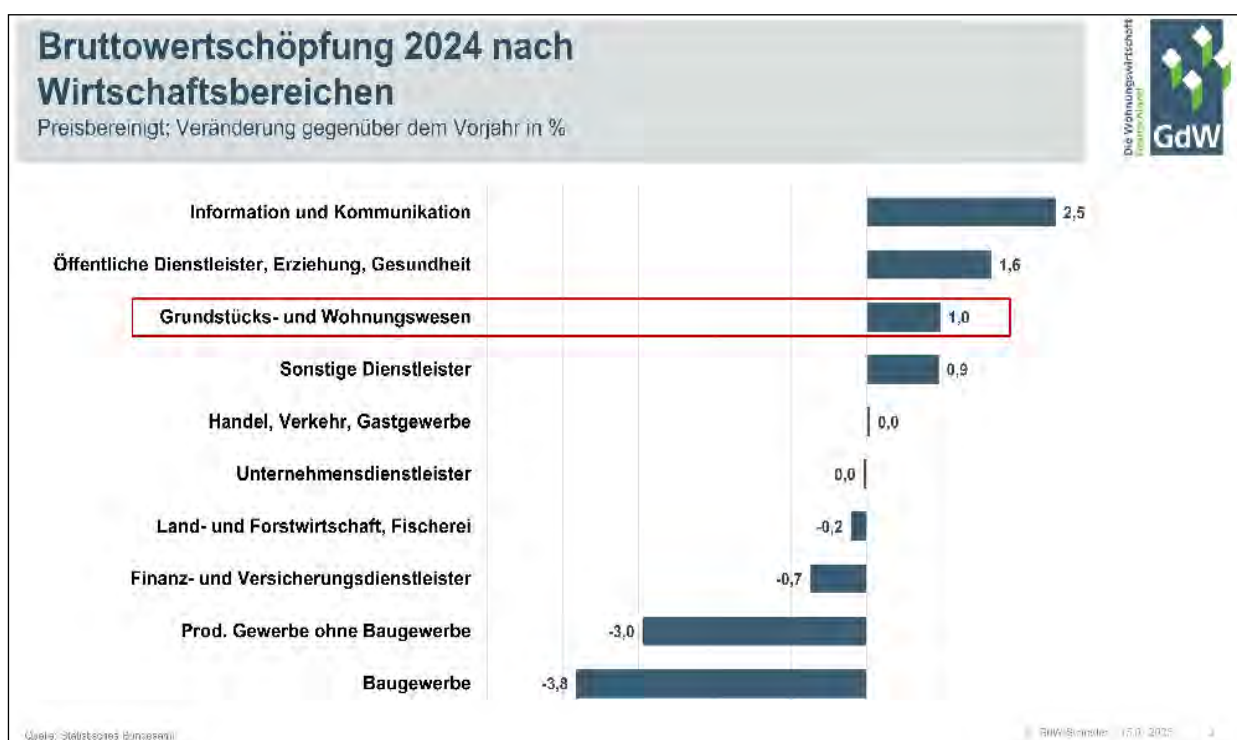 Bruttowertschöpfung 2024 nach
Wirtschaftsbereichen
Preisbereinigt; Veränderung gegenüber dem Vorjahr in %
Die Wohnungswirtschaft
Deutschland
GdW
Information und Kommunikation 2,5
Öffentliche Dienstleister, Erziehung, Gesundheit 1,6
Grundstücks- und Wohnungswesen 1,0
Sonstige Dienstleister 0,9
Handel, Verkehr, Gastgewerbe 0,0
Unternehmensdienstleister 0,0
Land- und Forstwirtschaft, Fischerei -0,2
Finanz- und Versicherungsdienstleister -0,7
Prod. Gewerbe ohne Baugewerbe -3,0
Baugewerbe -3,8
Quelle: Statistisches Bundesamt